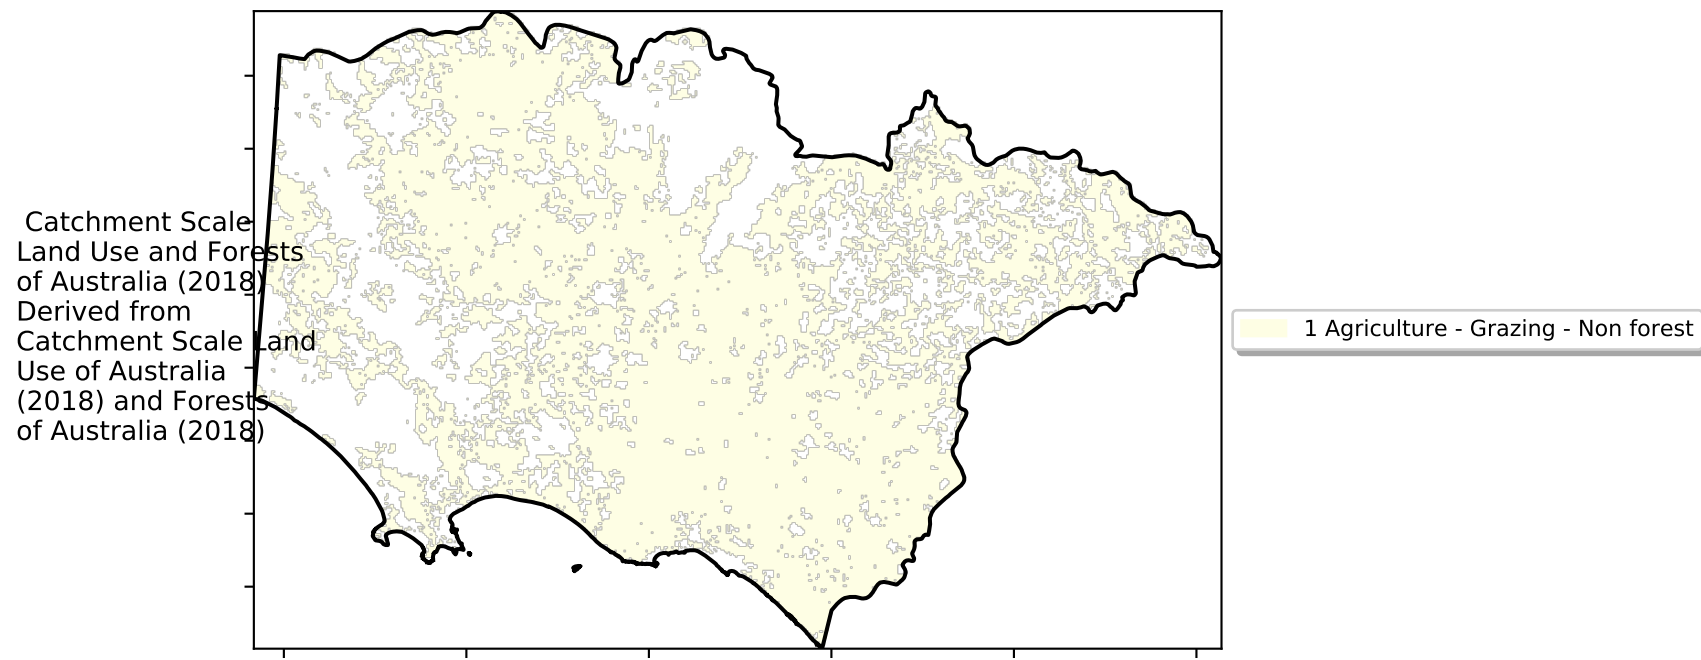 Catchment Scale
Land Use and Forests
of Australia (2018)
Derived from
Catchment Scale Land
Use of Australia
(2018) and Forests
of Australia (2018)
1 Agriculture - Grazing - Non forest